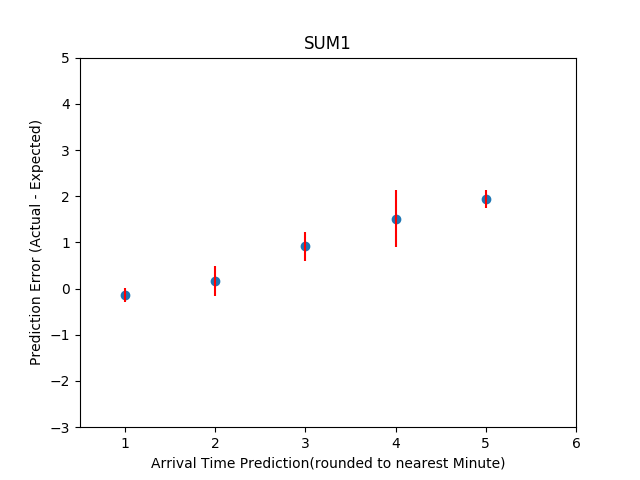 SUM1
5
4
3
2
1
0
−1
−2
−3
Prediction Error (Actual - Expected)
1 2 3 4 5 6
Arrival Time Prediction(rounded to nearest Minute)